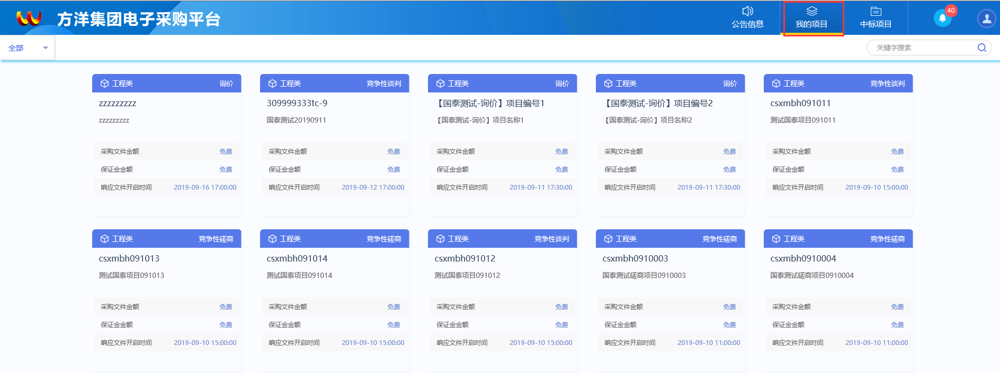 方洋集团电子采购平台
公告信息
我的项目
中标项目
40
全部
关键字搜索
工程类 询价
zzzzzzzzz
zzzzzzzzz
采购文件金额 免费
保证金金额 免费
响应文件开启时间 2019-09-16 17:00:00
工程类 竞争性谈判
309999333tc-9
国泰测试20190911
采购文件金额 免费
保证金金额 免费
响应文件开启时间 2019-09-12 17:00:00
工程类 询价
【国泰测试-询价】项目编号1
【国泰测试-询价】项目名称1
采购文件金额 免费
保证金金额 免费
响应文件开启时间 2019-09-11 17:30:00
工程类 询价
【国泰测试-询价】项目编号2
【国泰测试-询价】项目名称2
采购文件金额 免费
保证金金额 免费
响应文件开启时间 2019-09-11 17:30:00
工程类 竞争性谈判
csxmbh091011
测试国泰项目091011
采购文件金额 免费
保证金金额 免费
响应文件开启时间 2019-09-10 15:00:00
工程类 竞争性磋商
csxmbh091013
测试国泰项目091013
采购文件金额 免费
保证金金额 免费
响应文件开启时间 2019-09-10 15:00:00
工程类 竞争性磋商
csxmbh091014
测试国泰项目091014
采购文件金额 免费
保证金金额 免费
响应文件开启时间 2019-09-10 15:00:00
工程类 竞争性谈判
csxmbh091012
测试国泰项目091012
采购文件金额 免费
保证金金额 免费
响应文件开启时间 2019-09-10 15:00:00
工程类 竞争性磋商
csxmbh0910003
国泰测试磋商项目0910003
采购文件金额 免费
保证金金额 免费
响应文件开启时间 2019-09-10 11:00:00
工程类 竞争性磋商
csxmbh0910004
国泰测试磋商项目0910004
采购文件金额 免费
保证金金额 免费
响应文件开启时间 2019-09-10 11:00:00